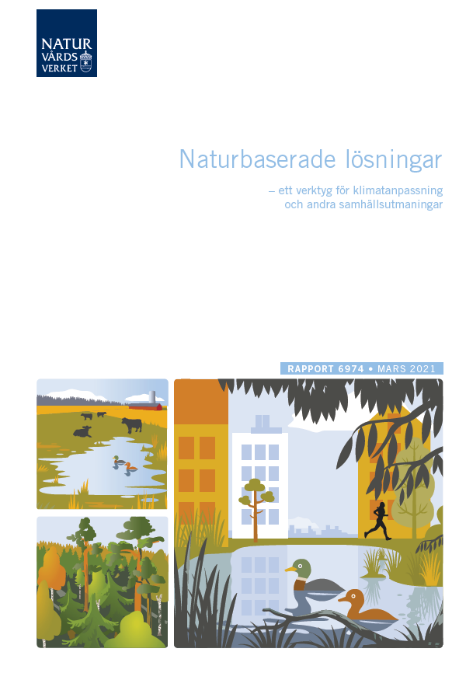 NATUR
VÅRDS
VERKET
Naturbaserade lösningar
– ett verktyg för klimatanpassning
och andra samhällsutmaningar
RAPPORT 6974 • MARS 2021